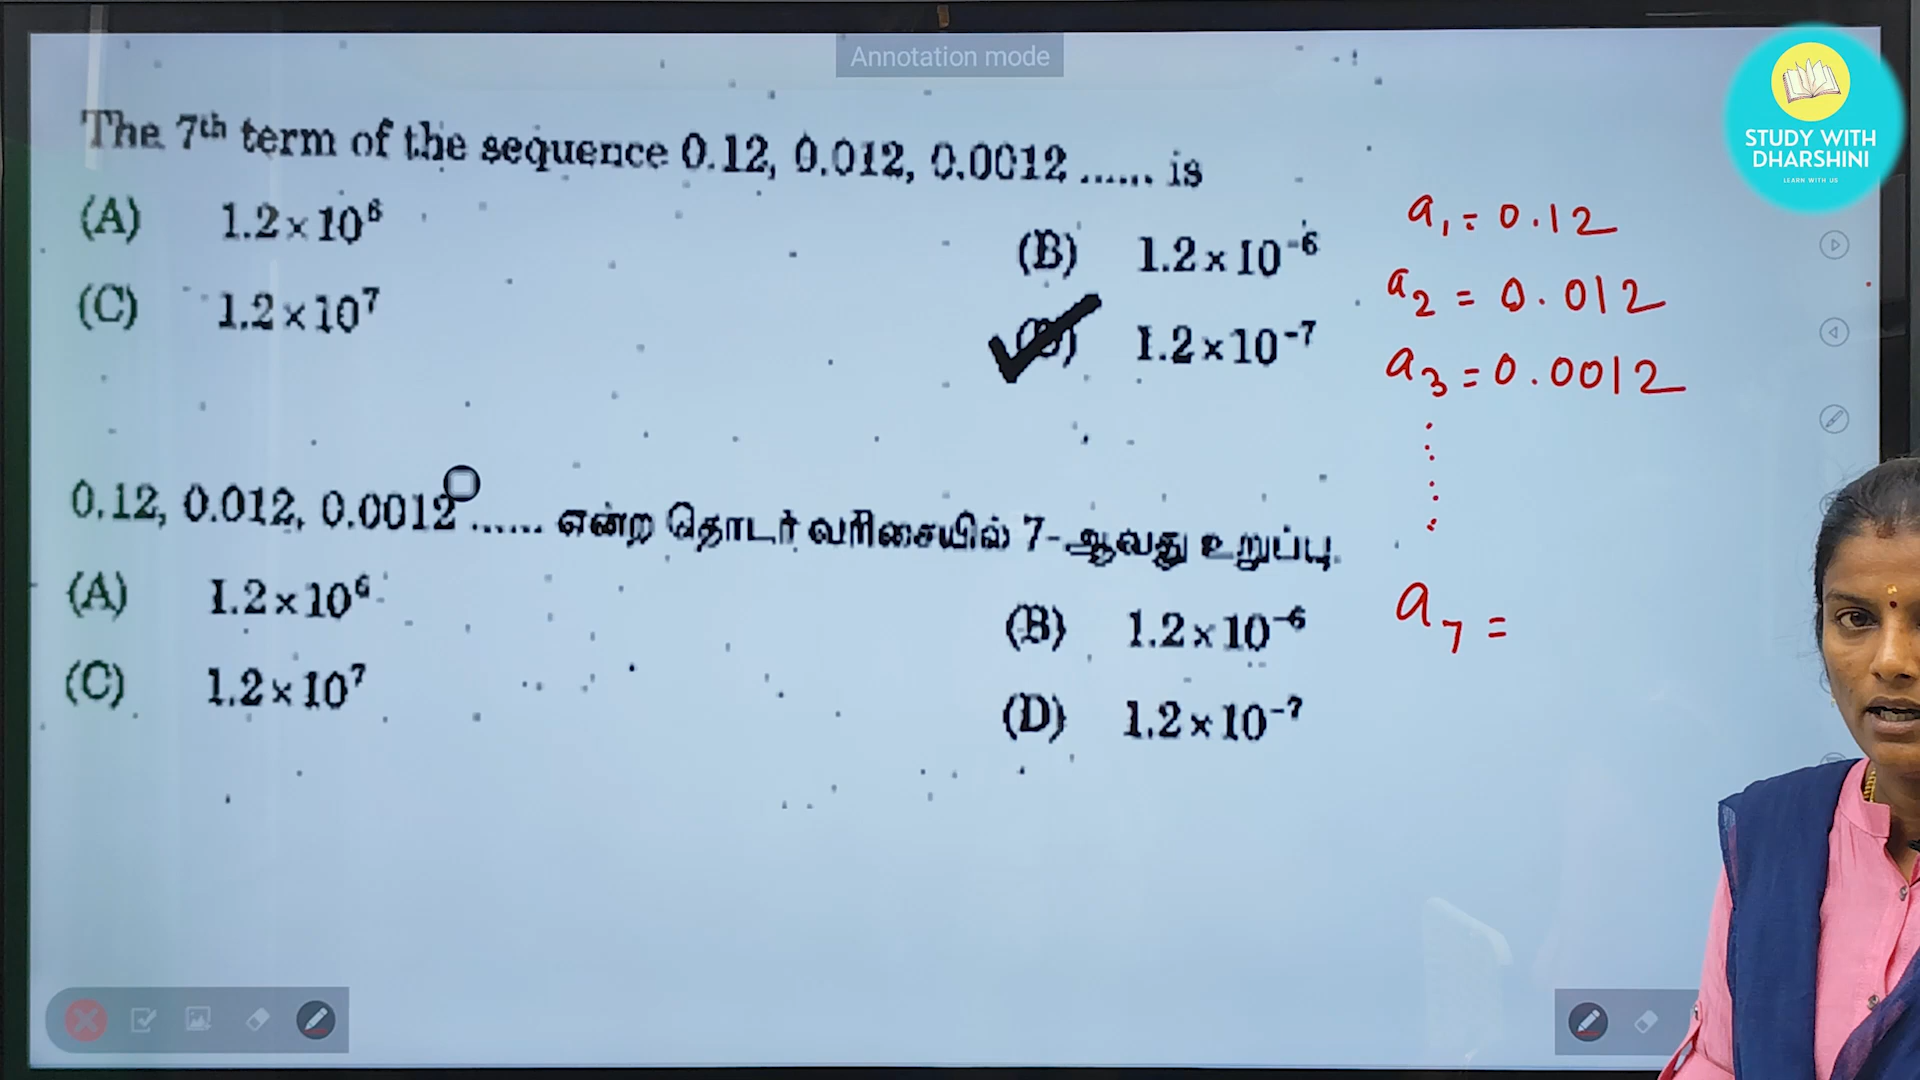 Annotation mode
STUDY WITH
DHARSHINI
LEARN WITH US
The 7th term of the sequence 0.12, 0.012, 0.0012 ...... is
(A) 1.2×10⁶
(B) 1.2×10⁻⁶
(C) 1.2×10⁷
1.2×10⁻⁷
0.12, 0.012, 0.0012 ...... என்ற தொடர் வரிசையில் 7-ஆவது உறுப்பு.
(A) 1.2×10⁶
(B) 1.2×10⁻⁶
(C) 1.2×10⁷
(D) 1.2×10⁻⁷
a₁ = 0.12
a₂ = 0.012
a₃ = 0.0012
a₇ =